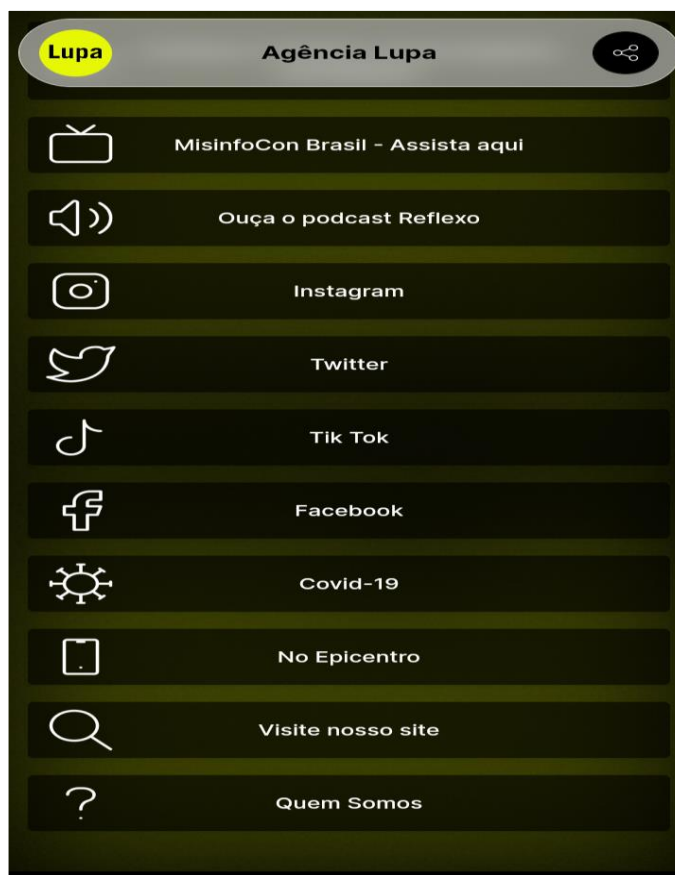 Lupa
Agência Lupa
MisinfoCon Brasil - Assista aqui
Ouça o podcast Reflexo
Instagram
Twitter
Tik Tok
Facebook
Covid-19
No Epicentro
Visite nosso site
Quem Somos